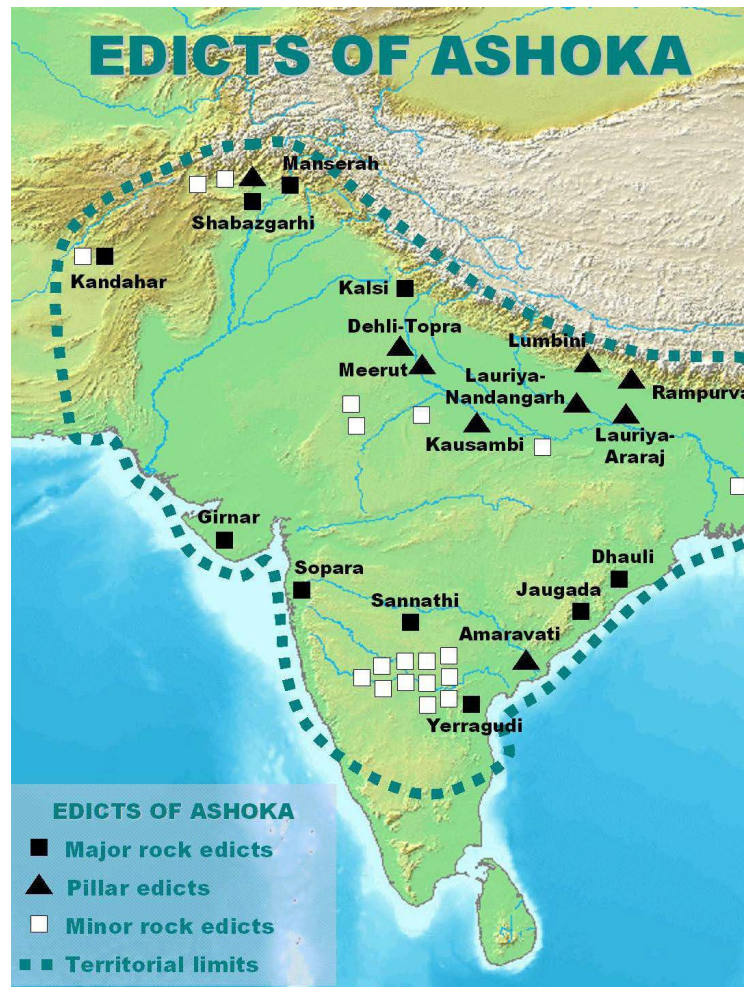 EDICTS OF ASHOKA
Manserah
Shabazgarhi
Kandahar
Kalsi
Dehli-Topra
Lumbini
Meerut
Lauriya-
Nandangarh
Rampurva
Kausambi
Lauriya-
Araraj
Girnar
Sopara
Dhauli
Sannathi
Jaugada
Amaravati
Yerragudi
EDICTS OF ASHOKA
Major rock edicts
Pillar edicts
Minor rock edicts
Territorial limits